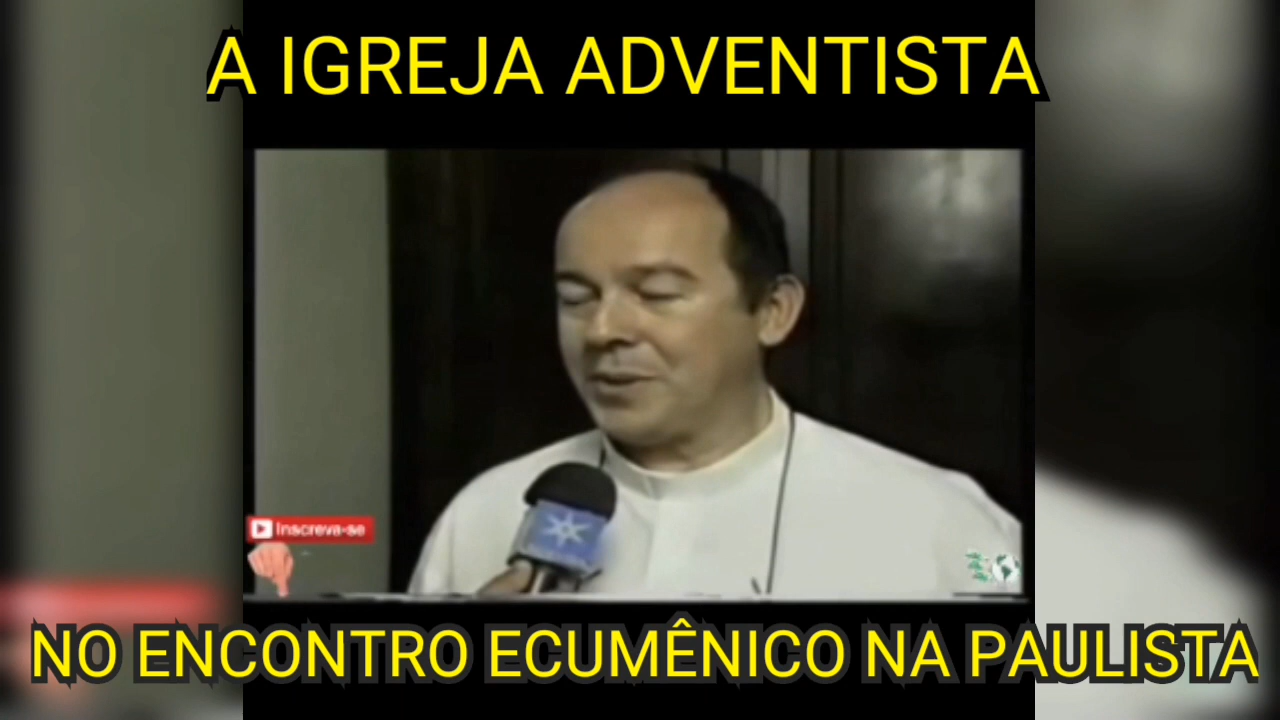 A IGREJA ADVENTISTA
Inscreva-se
NO ENCONTRO ECUMÊNICO NA PAULISTA